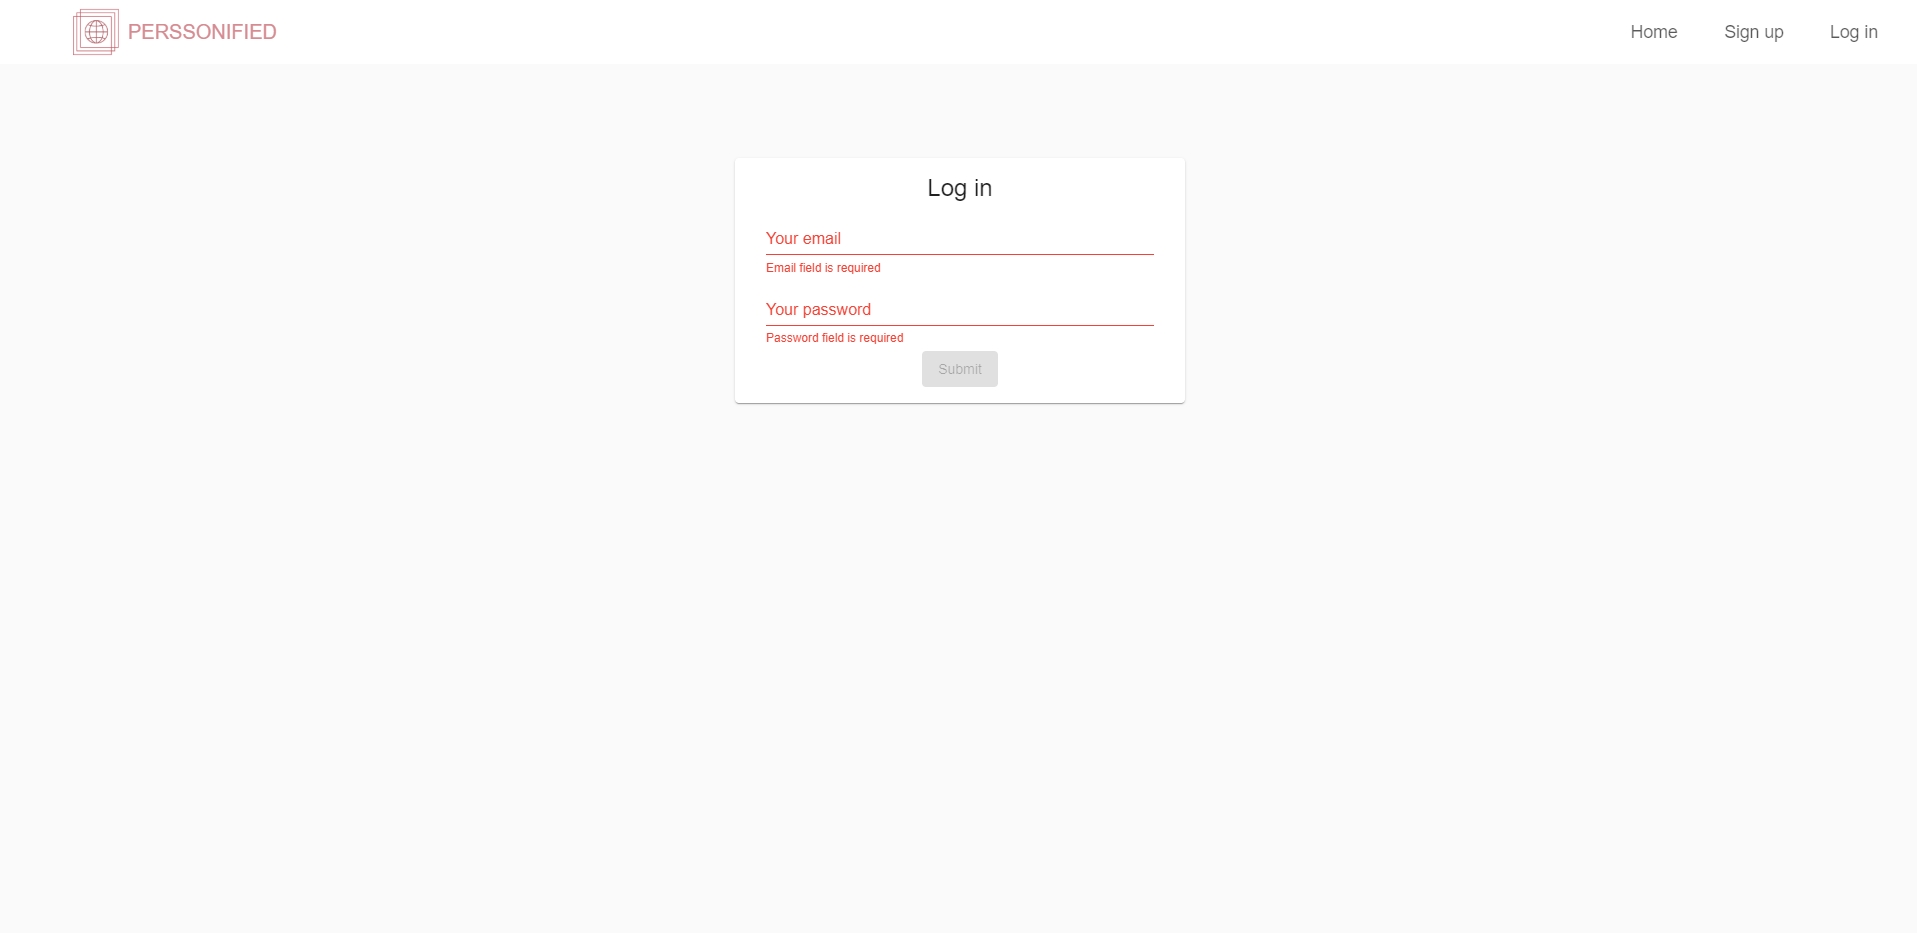 PERSSONIFIED
Home
Sign up
Log in
Log in
Your email
Email field is required
Your password
Password field is required
Submit